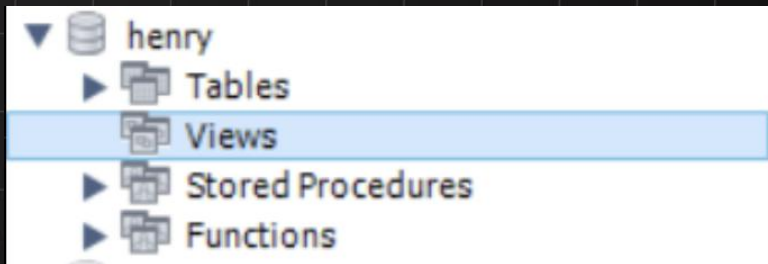 henry
Tables
Views
Stored Procedures
Functions